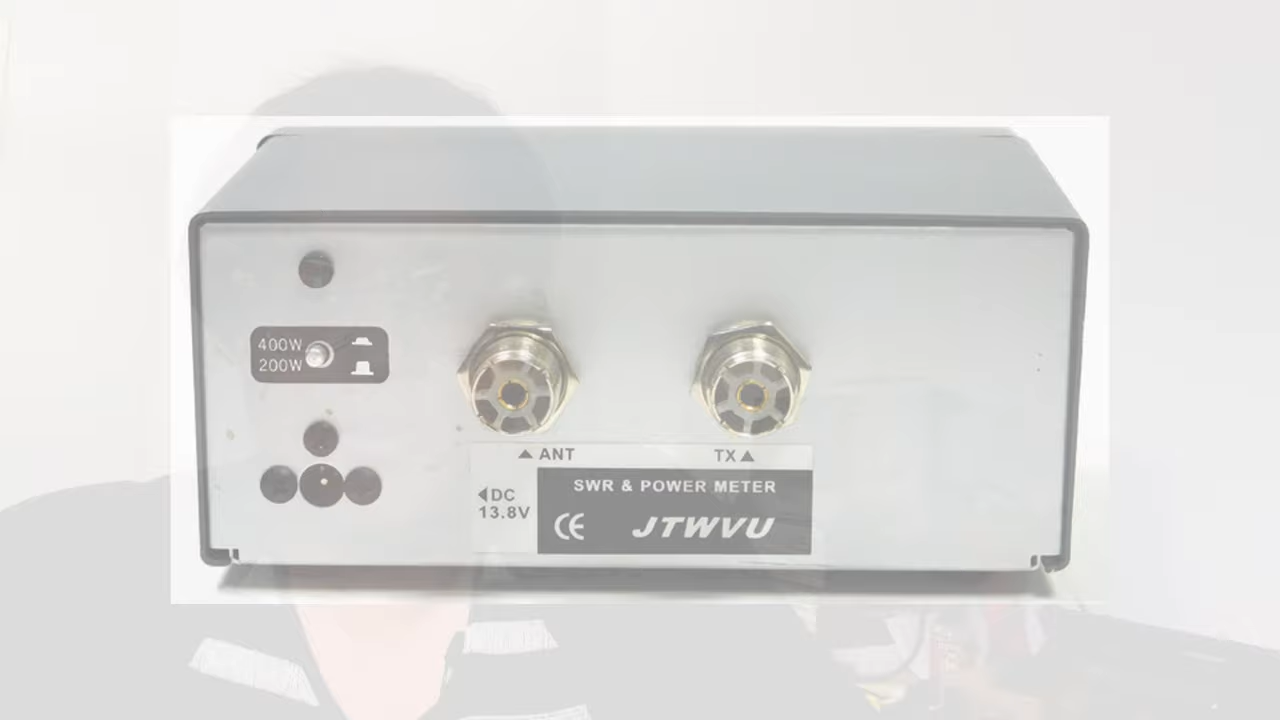 400W
200W
▲ ANT
TX ▲
◀DC
13.8V
SWR & POWER METER
CE JTWVU